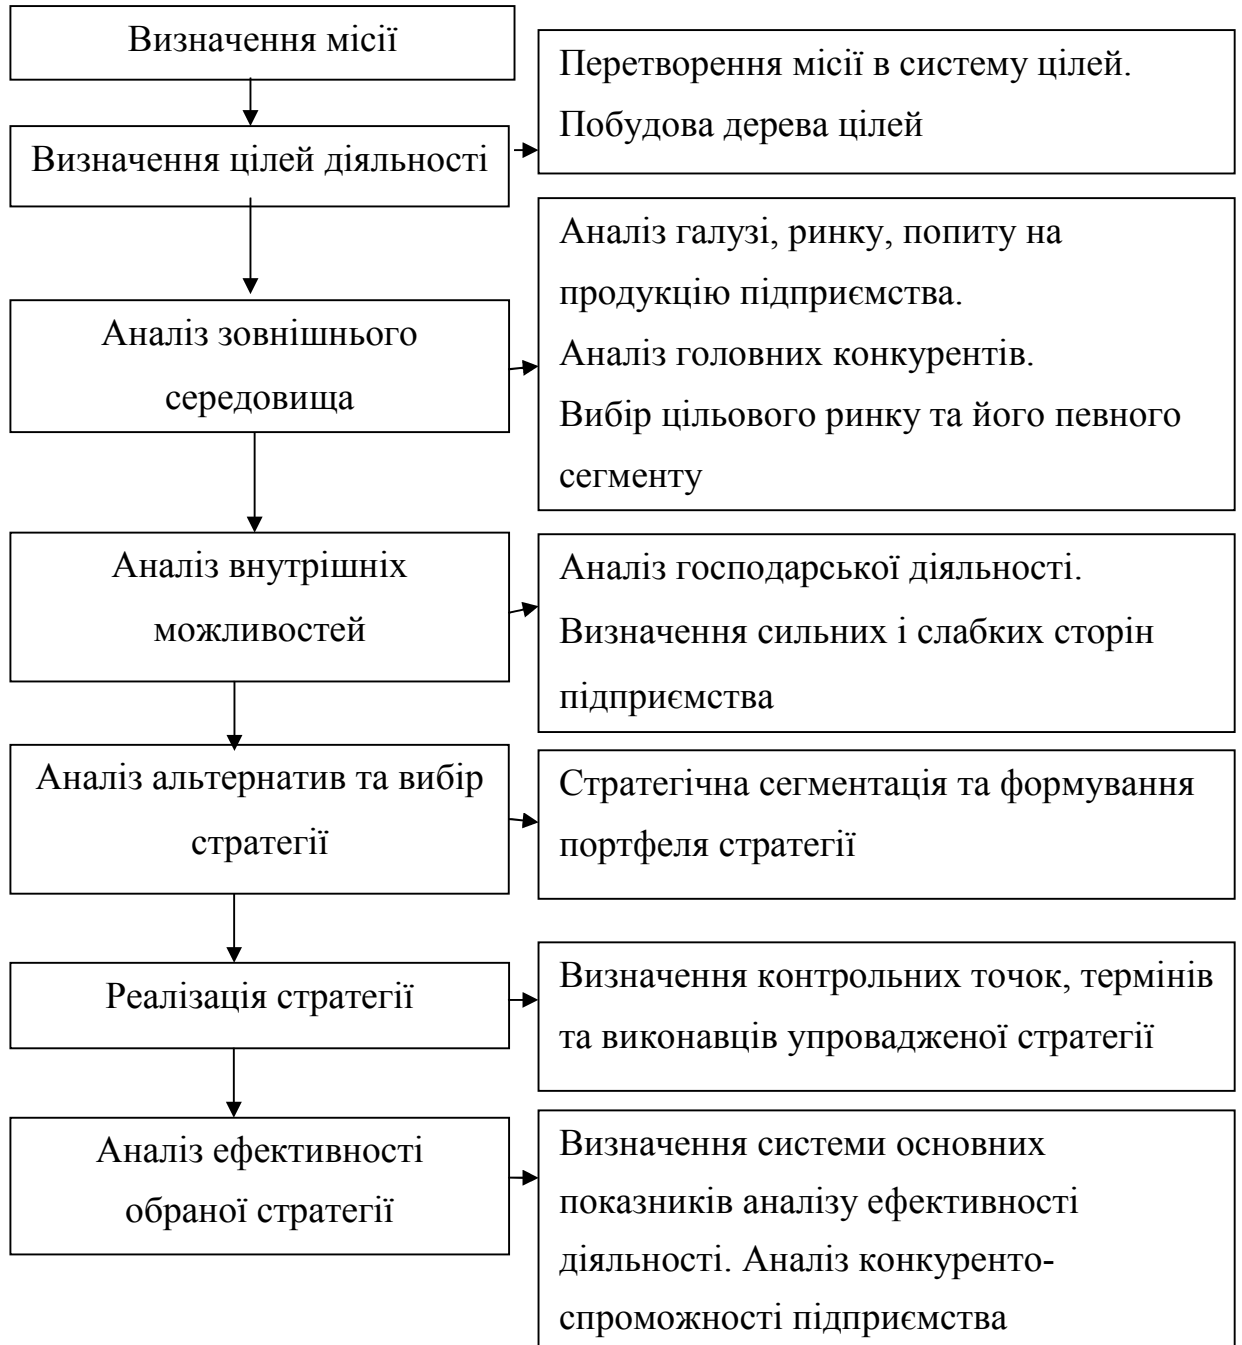 Визначення місії
Перетворення місії в систему цілей.
Побудова дерева цілей
Визначення цілей діяльності
Аналіз галузі, ринку, попиту на
продукцію підприємства.
Аналіз головних конкурентів.
Вибір цільового ринку та його певного
сегменту
Аналіз зовнішнього
середовища
Аналіз внутрішніх
можливостей
Аналіз господарської діяльності.
Визначення сильних і слабких сторін
підприємства
Аналіз альтернатив та вибір
стратегії
Стратегічна сегментація та формування
портфеля стратегії
Реалізація стратегії
Визначення контрольних точок, термінів
та виконавців упровадженої стратегії
Аналіз ефективності
обраної стратегії
Визначення системи основних
показників аналізу ефективності
діяльності. Аналіз конкуренто-
спроможності підприємства